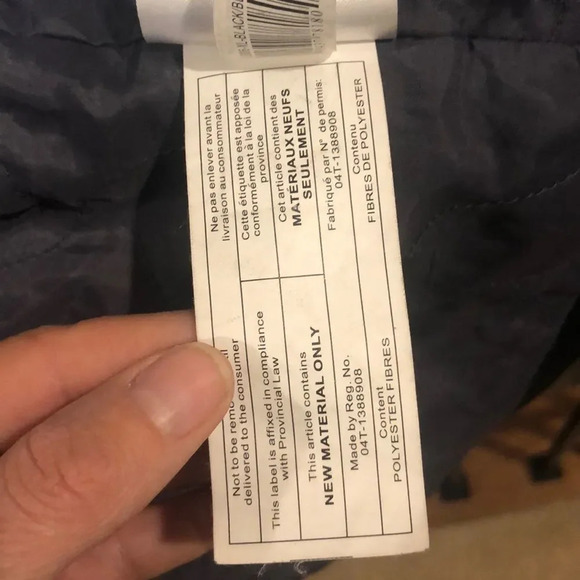 Not to be
delivered to the consumer
This label is affixed in compliance
with Provincial Law
This article contains
NEW MATERIAL ONLY
Made by Reg. No.
04T-1388908
Content
POLYESTER FIBRES
Ne pas enlever avant la
livraison au consommateur
Cette étiquette est apposée
conformément à la loi de la
province
Cet article contient des
MATÉRIAUX NEUFS
SEULEMENT
Fabriqué par N° de permis:
04T-1388908
Contenu
FIBRES DE POLYESTER